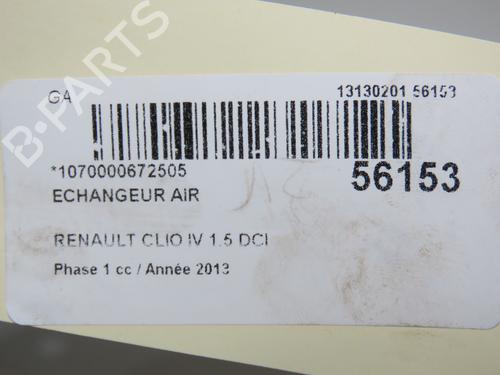 GA 13130201 56153
B-PARTS
*1070000672505 56153
ECHANGEUR AiR
RENAULT CLIO IV 1.5 DCI
Phase 1 cc / Année 2013